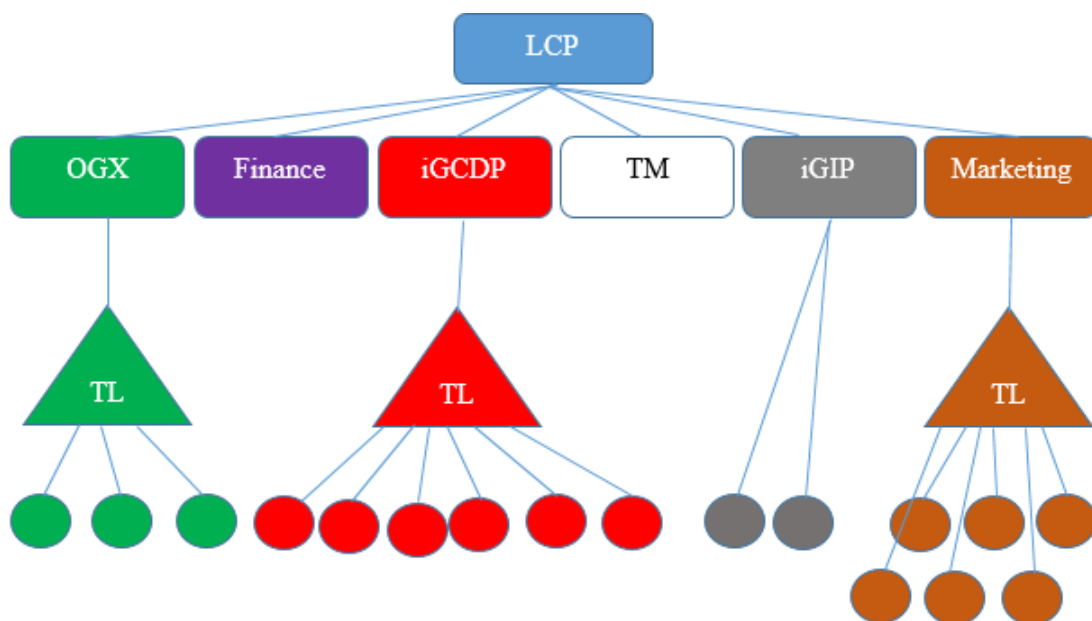 LCP
OGX
Finance
iGCDP
TM
iGIP
Marketing
TL
TL
TL